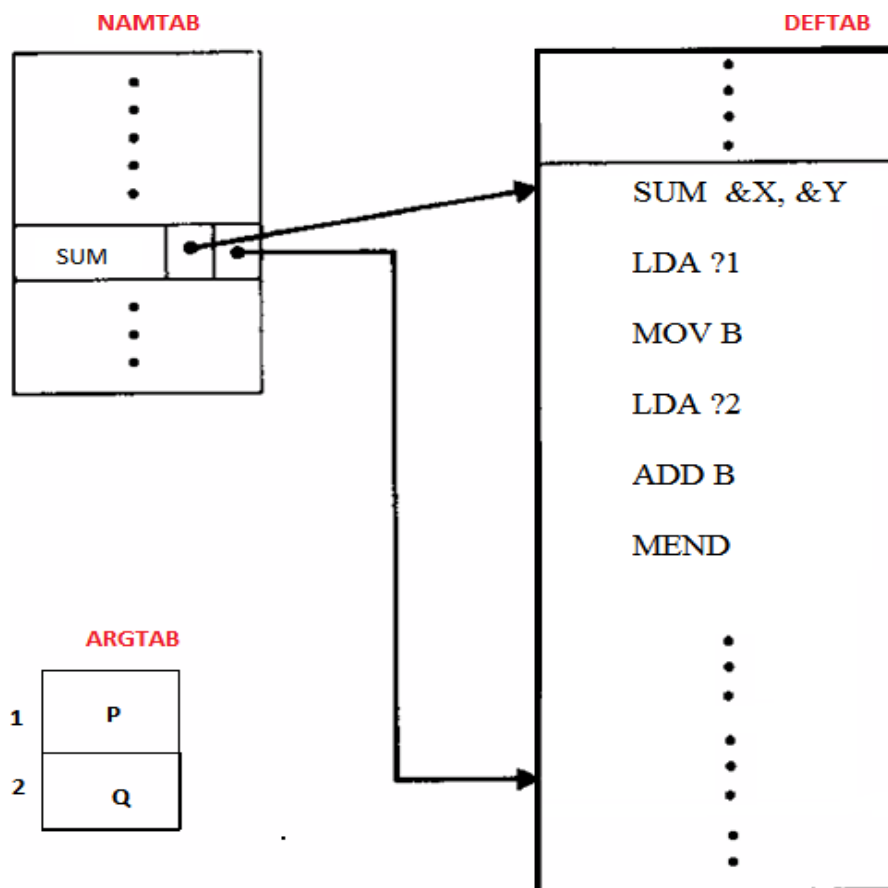 NAMTAB
SUM
DEFTAB
SUM &X, &Y
LDA ?1
MOV B
LDA ?2
ADD B
MEND
ARGTAB
1 P
2 Q